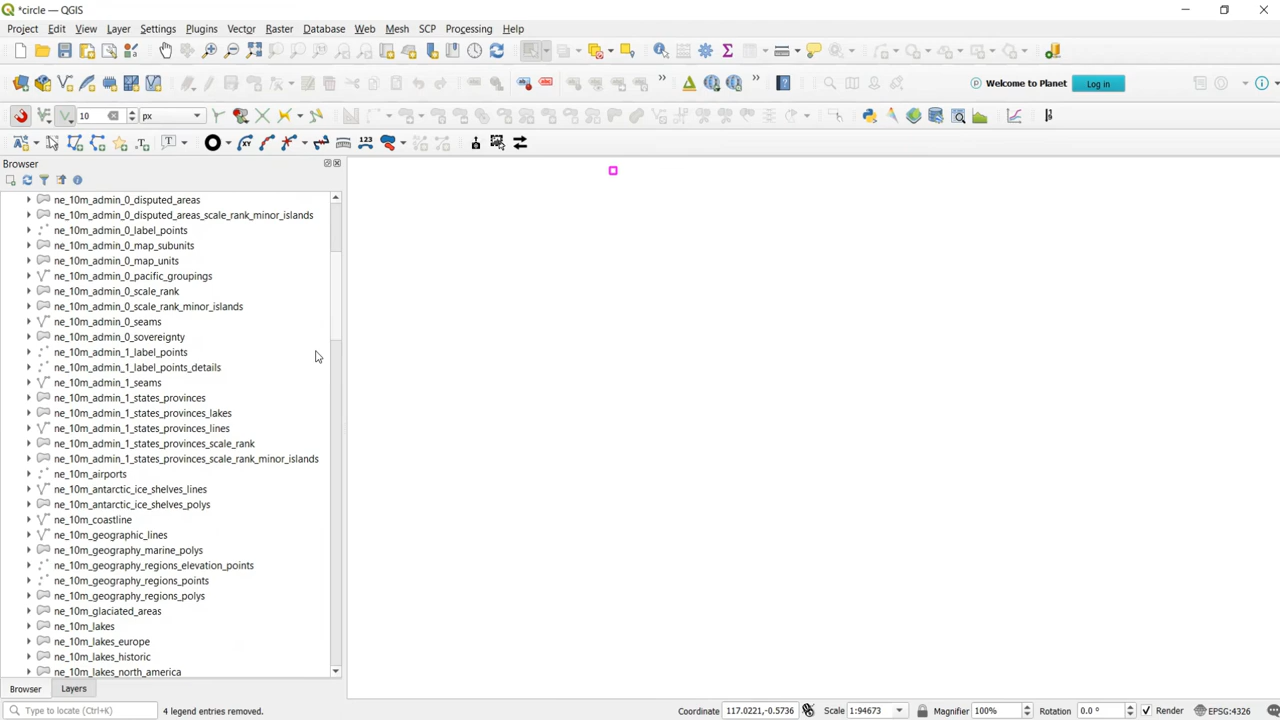 *circle — QGIS
Project Edit View Layer Settings Plugins Vector Raster Database Web Mesh SCP Processing Help
Welcome to Planet Log in
10 px
123
Browser
ne_10m_admin_0_disputed_areas
ne_10m_admin_0_disputed_areas_scale_rank_minor_islands
ne_10m_admin_0_label_points
ne_10m_admin_0_map_subunits
ne_10m_admin_0_map_units
ne_10m_admin_0_pacific_groupings
ne_10m_admin_0_scale_rank
ne_10m_admin_0_scale_rank_minor_islands
ne_10m_admin_0_seams
ne_10m_admin_0_sovereignty
ne_10m_admin_1_label_points
ne_10m_admin_1_label_points_details
ne_10m_admin_1_seams
ne_10m_admin_1_states_provinces
ne_10m_admin_1_states_provinces_lakes
ne_10m_admin_1_states_provinces_lines
ne_10m_admin_1_states_provinces_scale_rank
ne_10m_admin_1_states_provinces_scale_rank_minor_islands
ne_10m_airports
ne_10m_antarctic_ice_shelves_lines
ne_10m_antarctic_ice_shelves_polys
ne_10m_coastline
ne_10m_geographic_lines
ne_10m_geography_marine_polys
ne_10m_geography_regions_elevation_points
ne_10m_geography_regions_points
ne_10m_geography_regions_polys
ne_10m_glaciated_areas
ne_10m_lakes
ne_10m_lakes_europe
ne_10m_lakes_historic
ne_10m_lakes_north_america
Browser Layers
Type to locate (Ctrl+K) 4 legend entries removed. Coordinate 117.0221,-0.5736 Scale 1:94673 Magnifier 100% Rotation 0.0 ° Render EPSG:4326